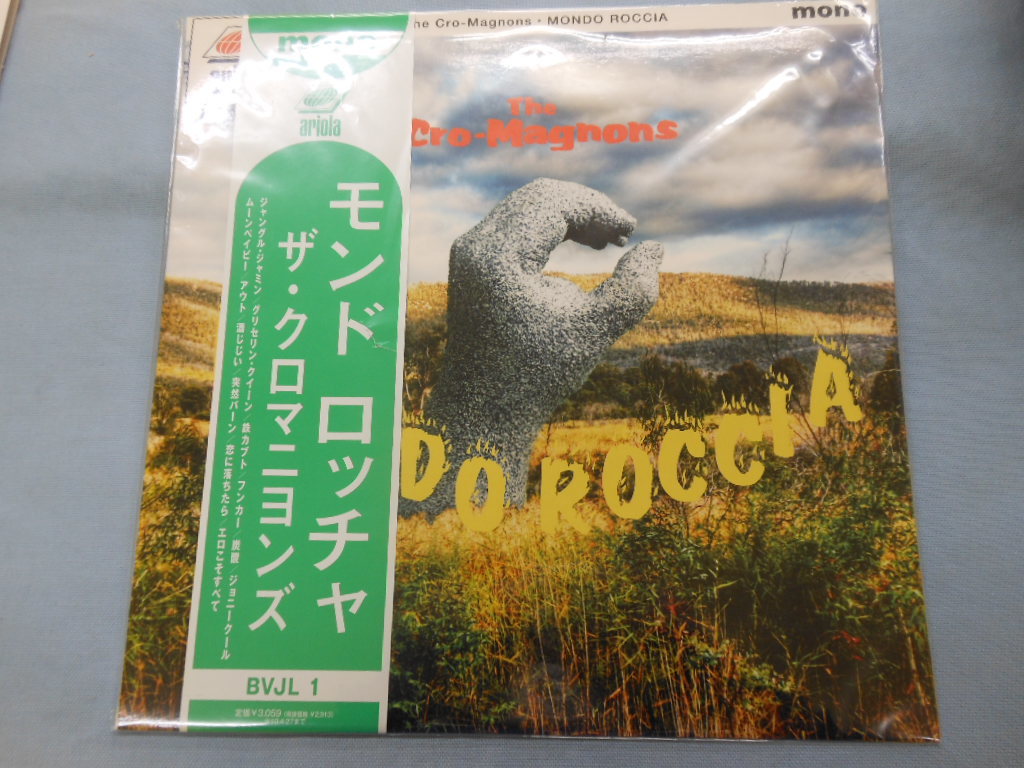 The Cro-Magnons・MONDO ROCCIA
mono
ariola
The
Cro-Magnons
DO ROCCIA
モンド ロッチャ
ザ・クロマニヨンズ
ジャングル・ジャミン/グリセリン・クイーン/鉄カブト/フンカー/炭酸/ジョニークール
ムーンベイビー/アウト/酒じじい/突然バーン/恋に落ちたら/エロこそすべて
BVJL 1
定価¥3,059